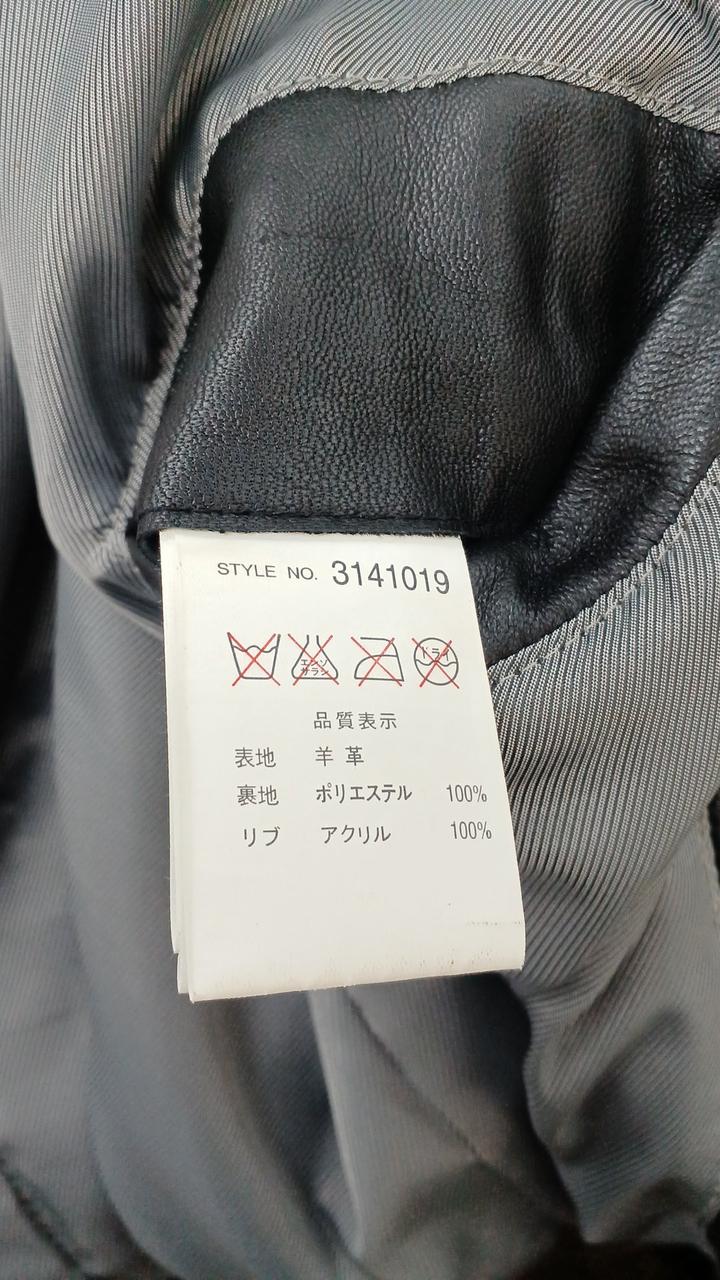 STYLE NO. 3141019
エンソ サラシ ドライ
品質表示
表地 羊革
裏地 ポリエステル 100%
リブ アクリル 100%